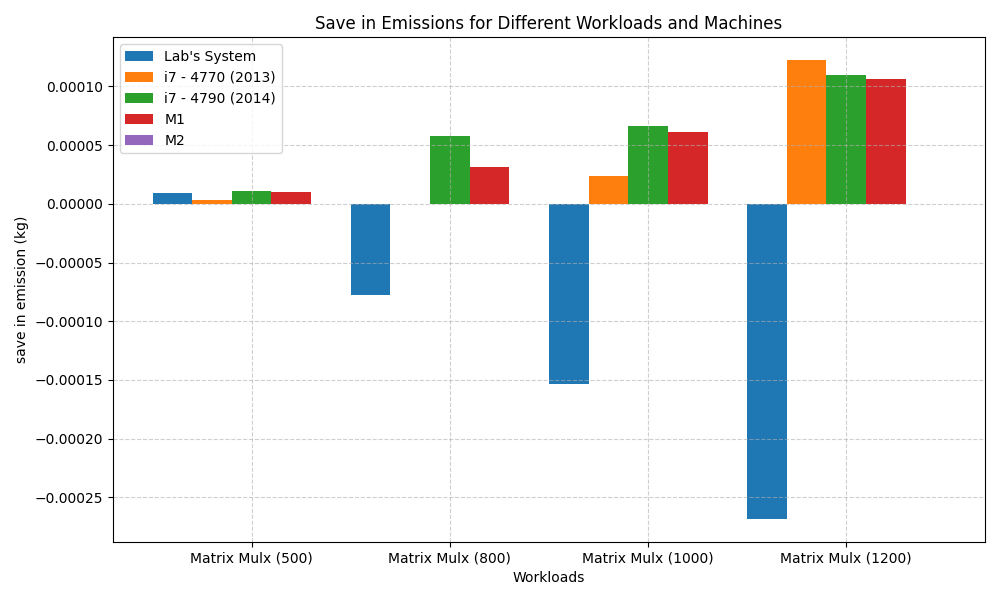 Save in Emissions for Different Workloads and Machines
Lab's System
i7 - 4770 (2013)
i7 - 4790 (2014)
M1
M2
0.00010
0.00005
0.00000
−0.00005
−0.00010
−0.00015
−0.00020
−0.00025
save in emission (kg)
Matrix Mulx (500)
Matrix Mulx (800)
Matrix Mulx (1000)
Matrix Mulx (1200)
Workloads